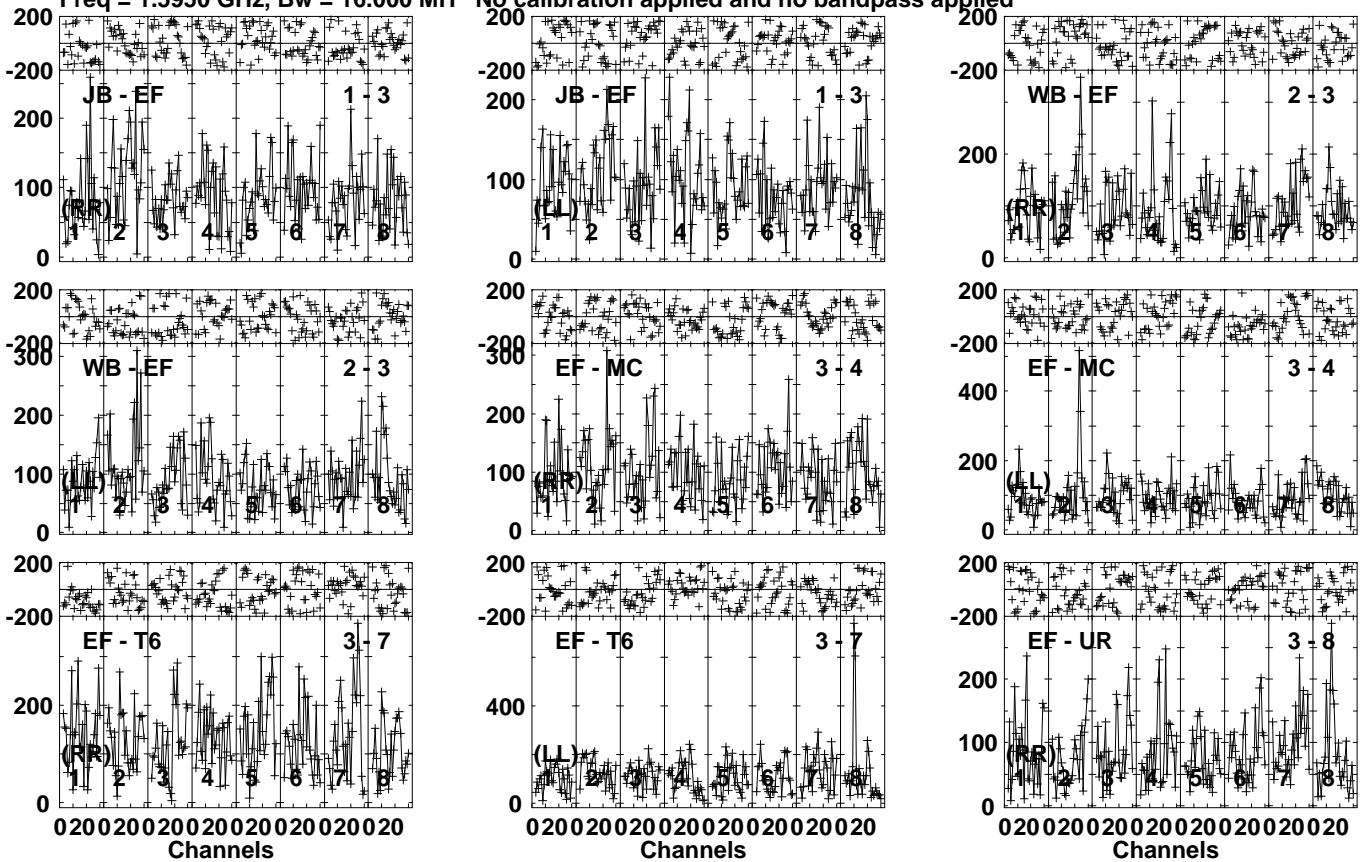 Freq = 1.5950 GHz, Bw = 16.000 MH No calibration applied and no bandpass applied
200 200 200
-200 -200 -200
JB - EF 1 - 3 JB - EF 1 - 3 WB - EF 2 - 3
200 200 200
100 100
(RR) (LL) (RR)
1 2 3 4 5 6 7 8 1 2 3 4 5 6 7 8 1 2 3 4 5 6 7 8
0 0 0
200 200 200
-200 -200 -200
300 300
WB - EF 2 - 3 EF - MC 3 - 4 EF - MC 3 - 4
400
200 200 200
100 100
(LL) (RR) (LL)
1 2 3 4 5 6 7 8 1 2 3 4 5 6 7 8 1 2 3 4 5 6 7 8
0 0 0
200 200 200
-200 -200 -200
EF - T6 3 - 7 EF - T6 3 - 7 EF - UR 3 - 8
200 400 200
100
(RR) (LL) (RR)
1 2 3 4 5 6 7 8 1 2 3 4 5 6 7 8 1 2 3 4 5 6 7 8
0 0 0
0 20 0 20 0 20 0 20 0 20 0 20 0 20 0 20 0 20 0 20 0 20 0 20 0 20 0 20 0 20 0 20 0 20 0 20 0 20 0 20 0 20 0 20 0 20 0 20
Channels Channels Channels